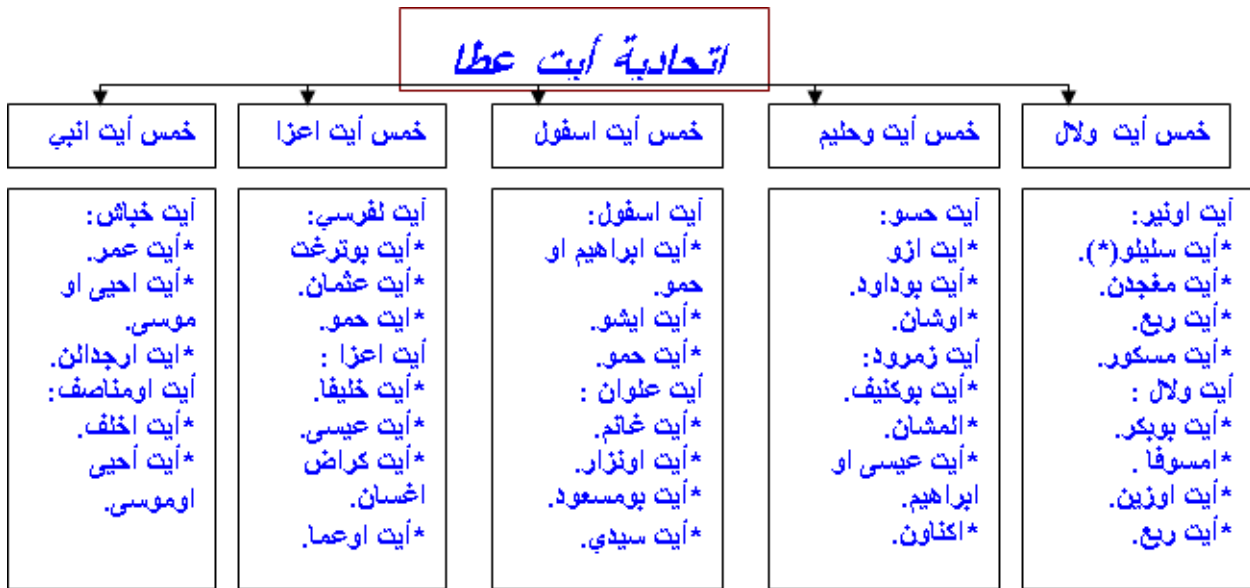 اتحادية أيت عطا
خمس أيت ولال
خمس أيت وحليم
خمس أيت اسفول
خمس أيت اعزا
خمس أيت انبي
أيت اونير:
*أيت سليلو(*).
*أيت مغجدن.
*أيت ربع.
*أيت مسكور.
أيت ولال :
*أيت بوبكر.
*امسوفا .
*أيت اوزين.
*أيت ربع.
أيت حسو:
*ايت ازو
*أيت بوداود.
*اوشان.
أيت زمرود:
*أيت بوكنيف.
*المشان.
*أيت عيسى او
ابراهيم.
*اكناون.
أيت اسفول:
*أيت ابراهيم او
حمو.
*أيت ايشو.
*أيت حمو.
أيت علوان :
*أيت غانم.
*أيت اونزار.
*أيت بومسعود.
*أيت سيدي.
أيت لفرسي:
*أيت بوترغت
*أيت عثمان.
*ايت حمو.
أيت اعزا :
*أيت خليفا.
*أيت عيسى.
*أيت كراض
اغسان.
*أيت اوعما.
أيت خباش:
*أيت عمر.
*أيت احيى او
موسى.
*ايت ارجدالن.
أيت اومناصف:
*أيت اخلف.
*أيت أحيى
اوموسى.